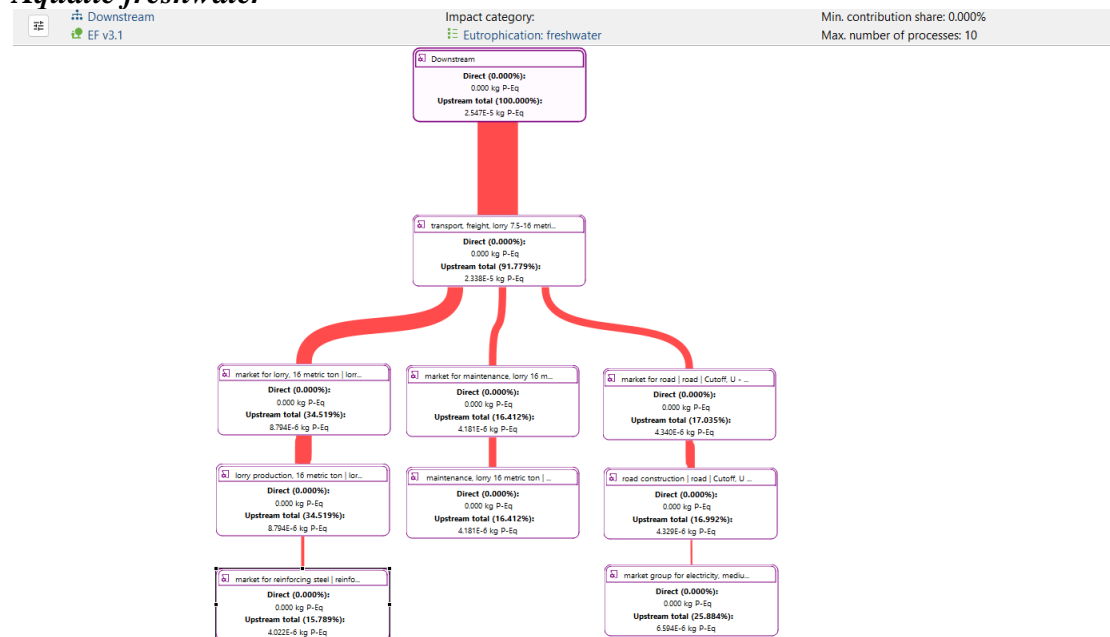 Aquatic freshwater
Downstream
Impact category:
Min. contribution share: 0.000%
EF v3.1
Eutrophication: freshwater
Max. number of processes: 10
Downstream
Direct (0.000%):
0.000 kg P-Eq
Upstream total (100.000%):
2.547E-5 kg P-Eq
transport, freight, lorry 7.5-16 metri...
Direct (0.000%):
0.000 kg P-Eq
Upstream total (91.779%):
2.338E-5 kg P-Eq
market for lorry, 16 metric ton | lorr...
Direct (0.000%):
0.000 kg P-Eq
Upstream total (34.519%):
8.794E-6 kg P-Eq
market for maintenance, lorry 16 m...
Direct (0.000%):
0.000 kg P-Eq
Upstream total (16.412%):
4.181E-6 kg P-Eq
market for road | road | Cutoff, U - ...
Direct (0.000%):
0.000 kg P-Eq
Upstream total (17.035%):
4.340E-6 kg P-Eq
lorry production, 16 metric ton | lor...
Direct (0.000%):
0.000 kg P-Eq
Upstream total (34.519%):
8.794E-6 kg P-Eq
maintenance, lorry 16 metric ton | ...
Direct (0.000%):
0.000 kg P-Eq
Upstream total (16.412%):
4.181E-6 kg P-Eq
road construction | road | Cutoff, U ...
Direct (0.000%):
0.000 kg P-Eq
Upstream total (16.992%):
4.329E-6 kg P-Eq
market for reinforcing steel | reinfo...
Direct (0.000%):
0.000 kg P-Eq
Upstream total (15.789%):
4.022E-6 kg P-Eq
market group for electricity, mediu...
Direct (0.000%):
0.000 kg P-Eq
Upstream total (25.884%):
6.594E-6 kg P-Eq